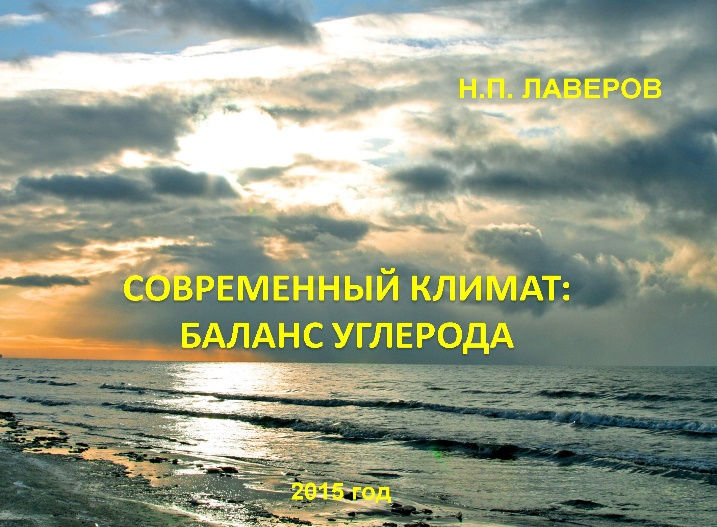 Н.П. ЛАВЕРОВ
СОВРЕМЕННЫЙ КЛИМАТ:
БАЛАНС УГЛЕРОДА
2015 год